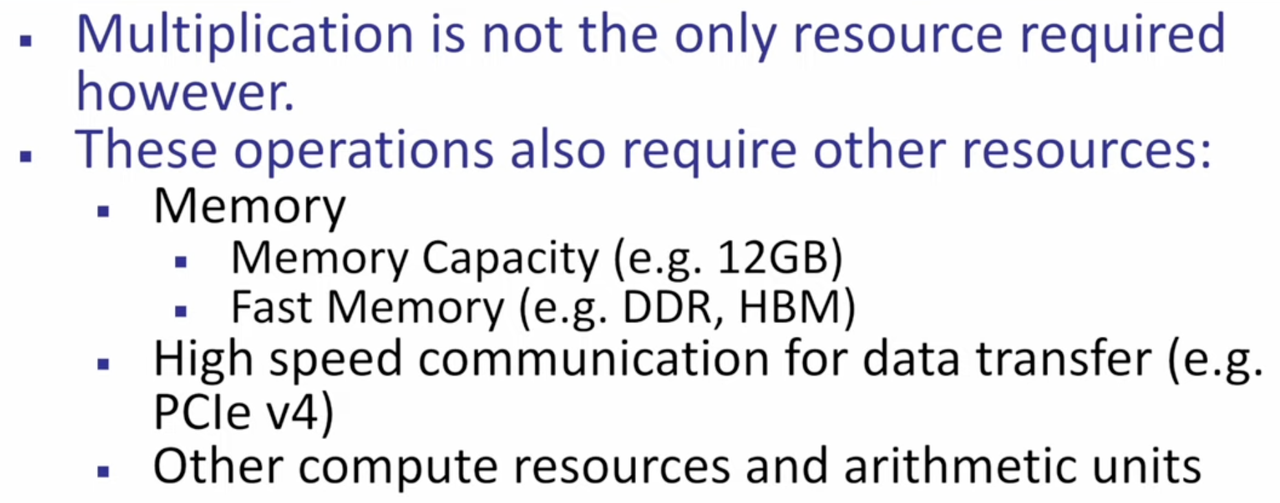 ▪ Multiplication is not the only resource required
however.
▪ These operations also require other resources:
▪ Memory
▪ Memory Capacity (e.g. 12GB)
▪ Fast Memory (e.g. DDR, HBM)
▪ High speed communication for data transfer (e.g.
PCIe v4)
▪ Other compute resources and arithmetic units